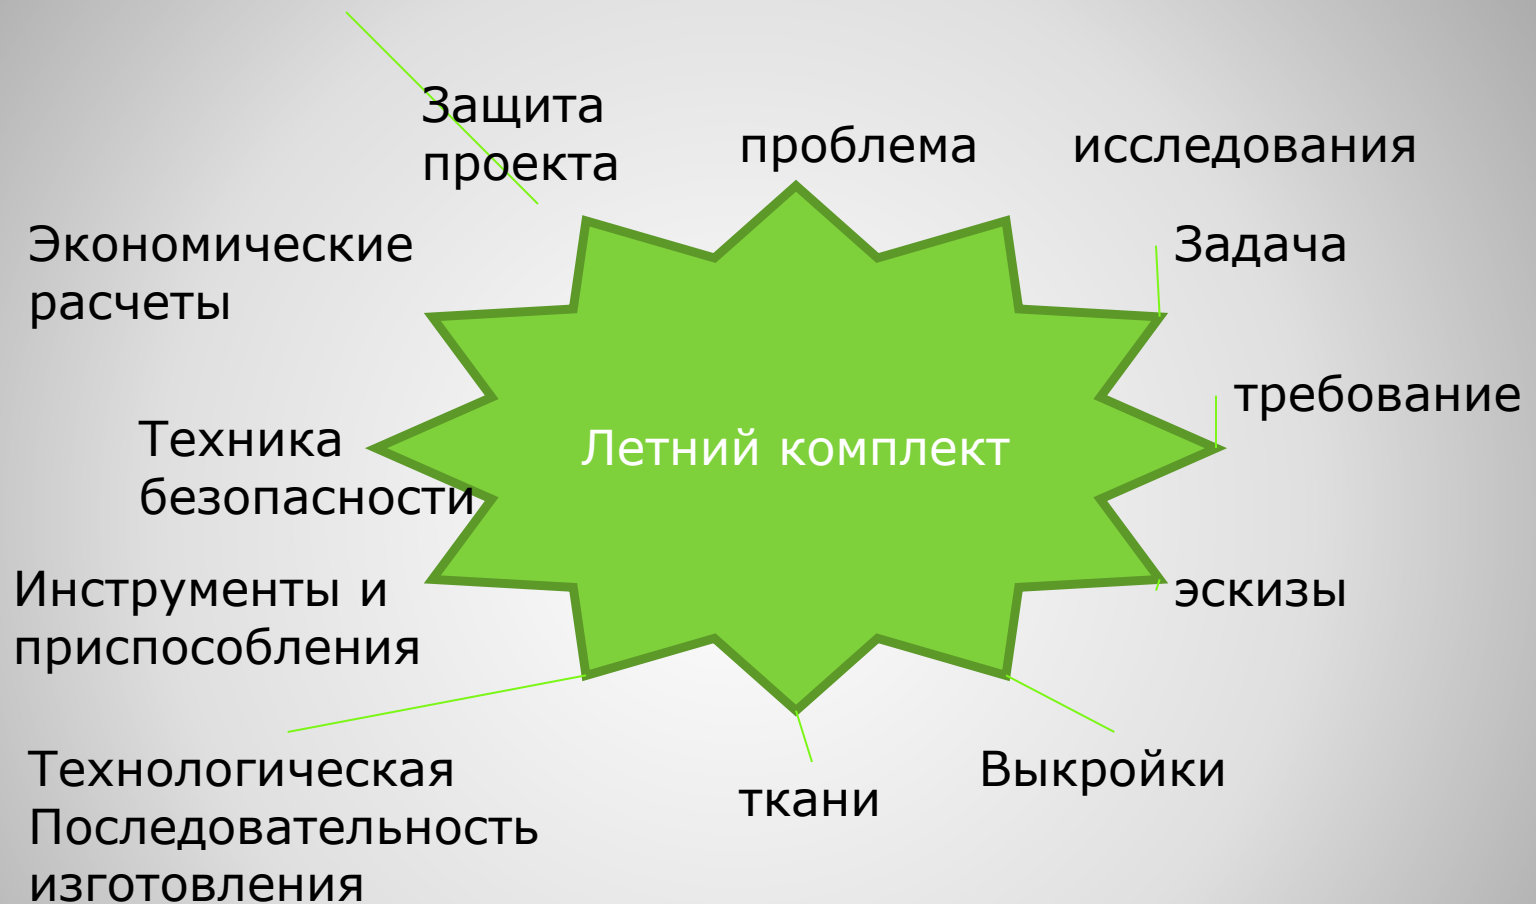 Защита
проекта
проблема
исследования
Экономические
расчеты
Задача
требование
Техника
безопасности
Летний комплект
Инструменты и
приспособления
эскизы
Технологическая
Последовательность
изготовления
ткани
Выкройки